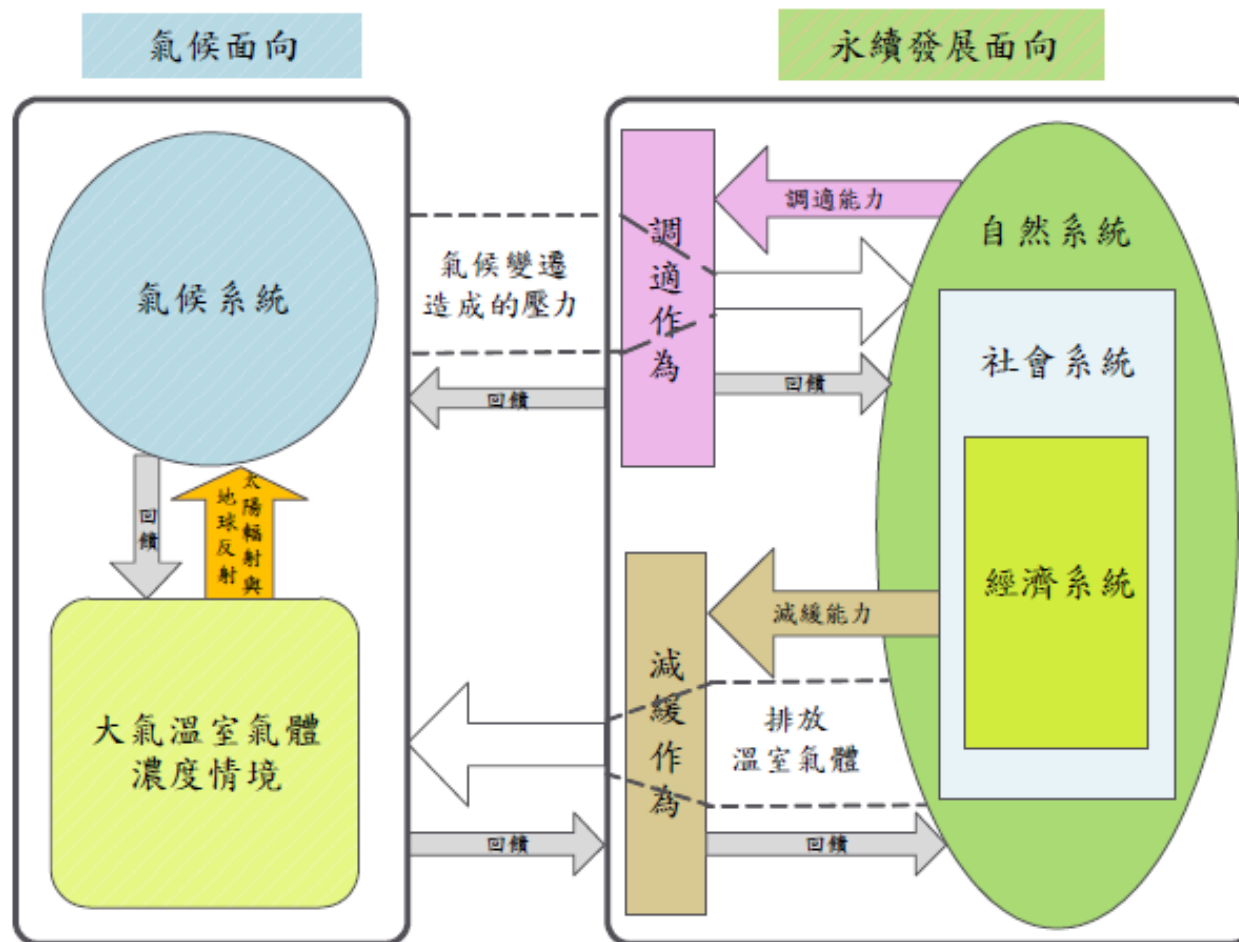 氣候面向
永續發展面向
氣候系統
氣候變遷
造成的壓力
回饋
回饋
太陽輻射與
地球反射
大氣溫室氣體
濃度情境
回饋
調適作為
調適能力
回饋
自然系統
社會系統
經濟系統
減緩作為
減緩能力
排放
溫室氣體
回饋